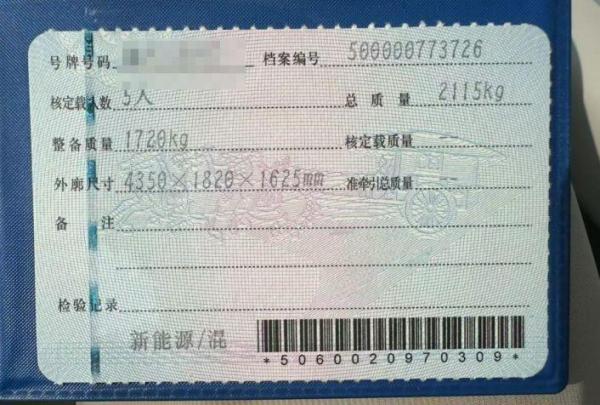 号牌号码 档案编号 500000773726
核定载人数 5人 总质量 2115kg
整备质量 1720kg 核定载质量
外廓尺寸 4350×1820×1625mm 准牵引总质量
备注
检验记录
新能源/混
*5060020970309*